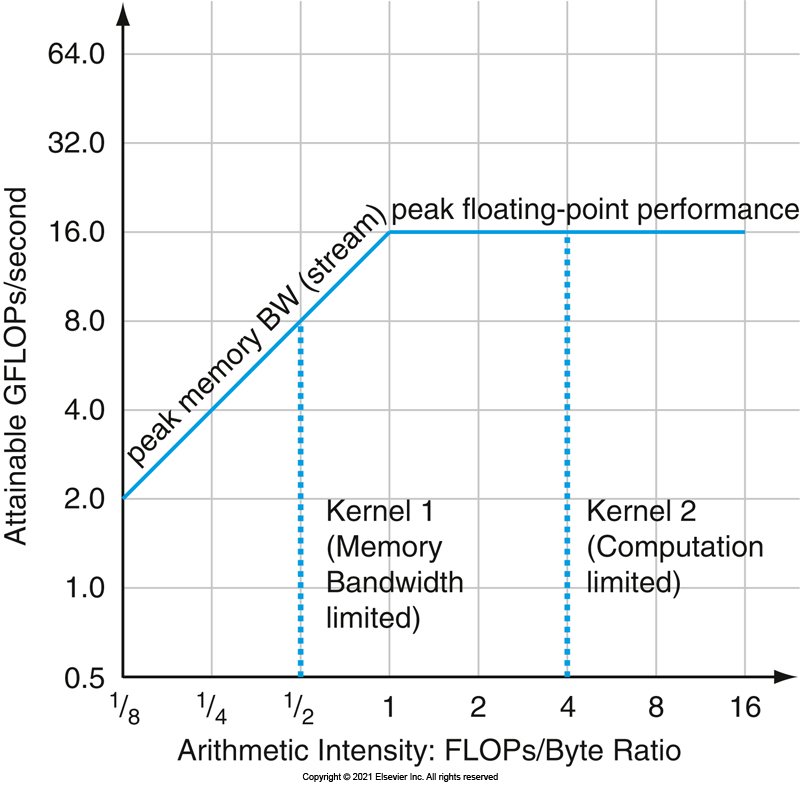 64.0
32.0
16.0
8.0
4.0
2.0
1.0
0.5
Attainable GFLOPs/second
peak memory BW (stream)
peak floating-point performance
Kernel 1
(Memory
Bandwidth
limited)
Kernel 2
(Computation
limited)
1/8 1/4 1/2 1 2 4 8 16
Arithmetic Intensity: FLOPs/Byte Ratio
Copyright © 2021 Elsevier Inc. All rights reserved